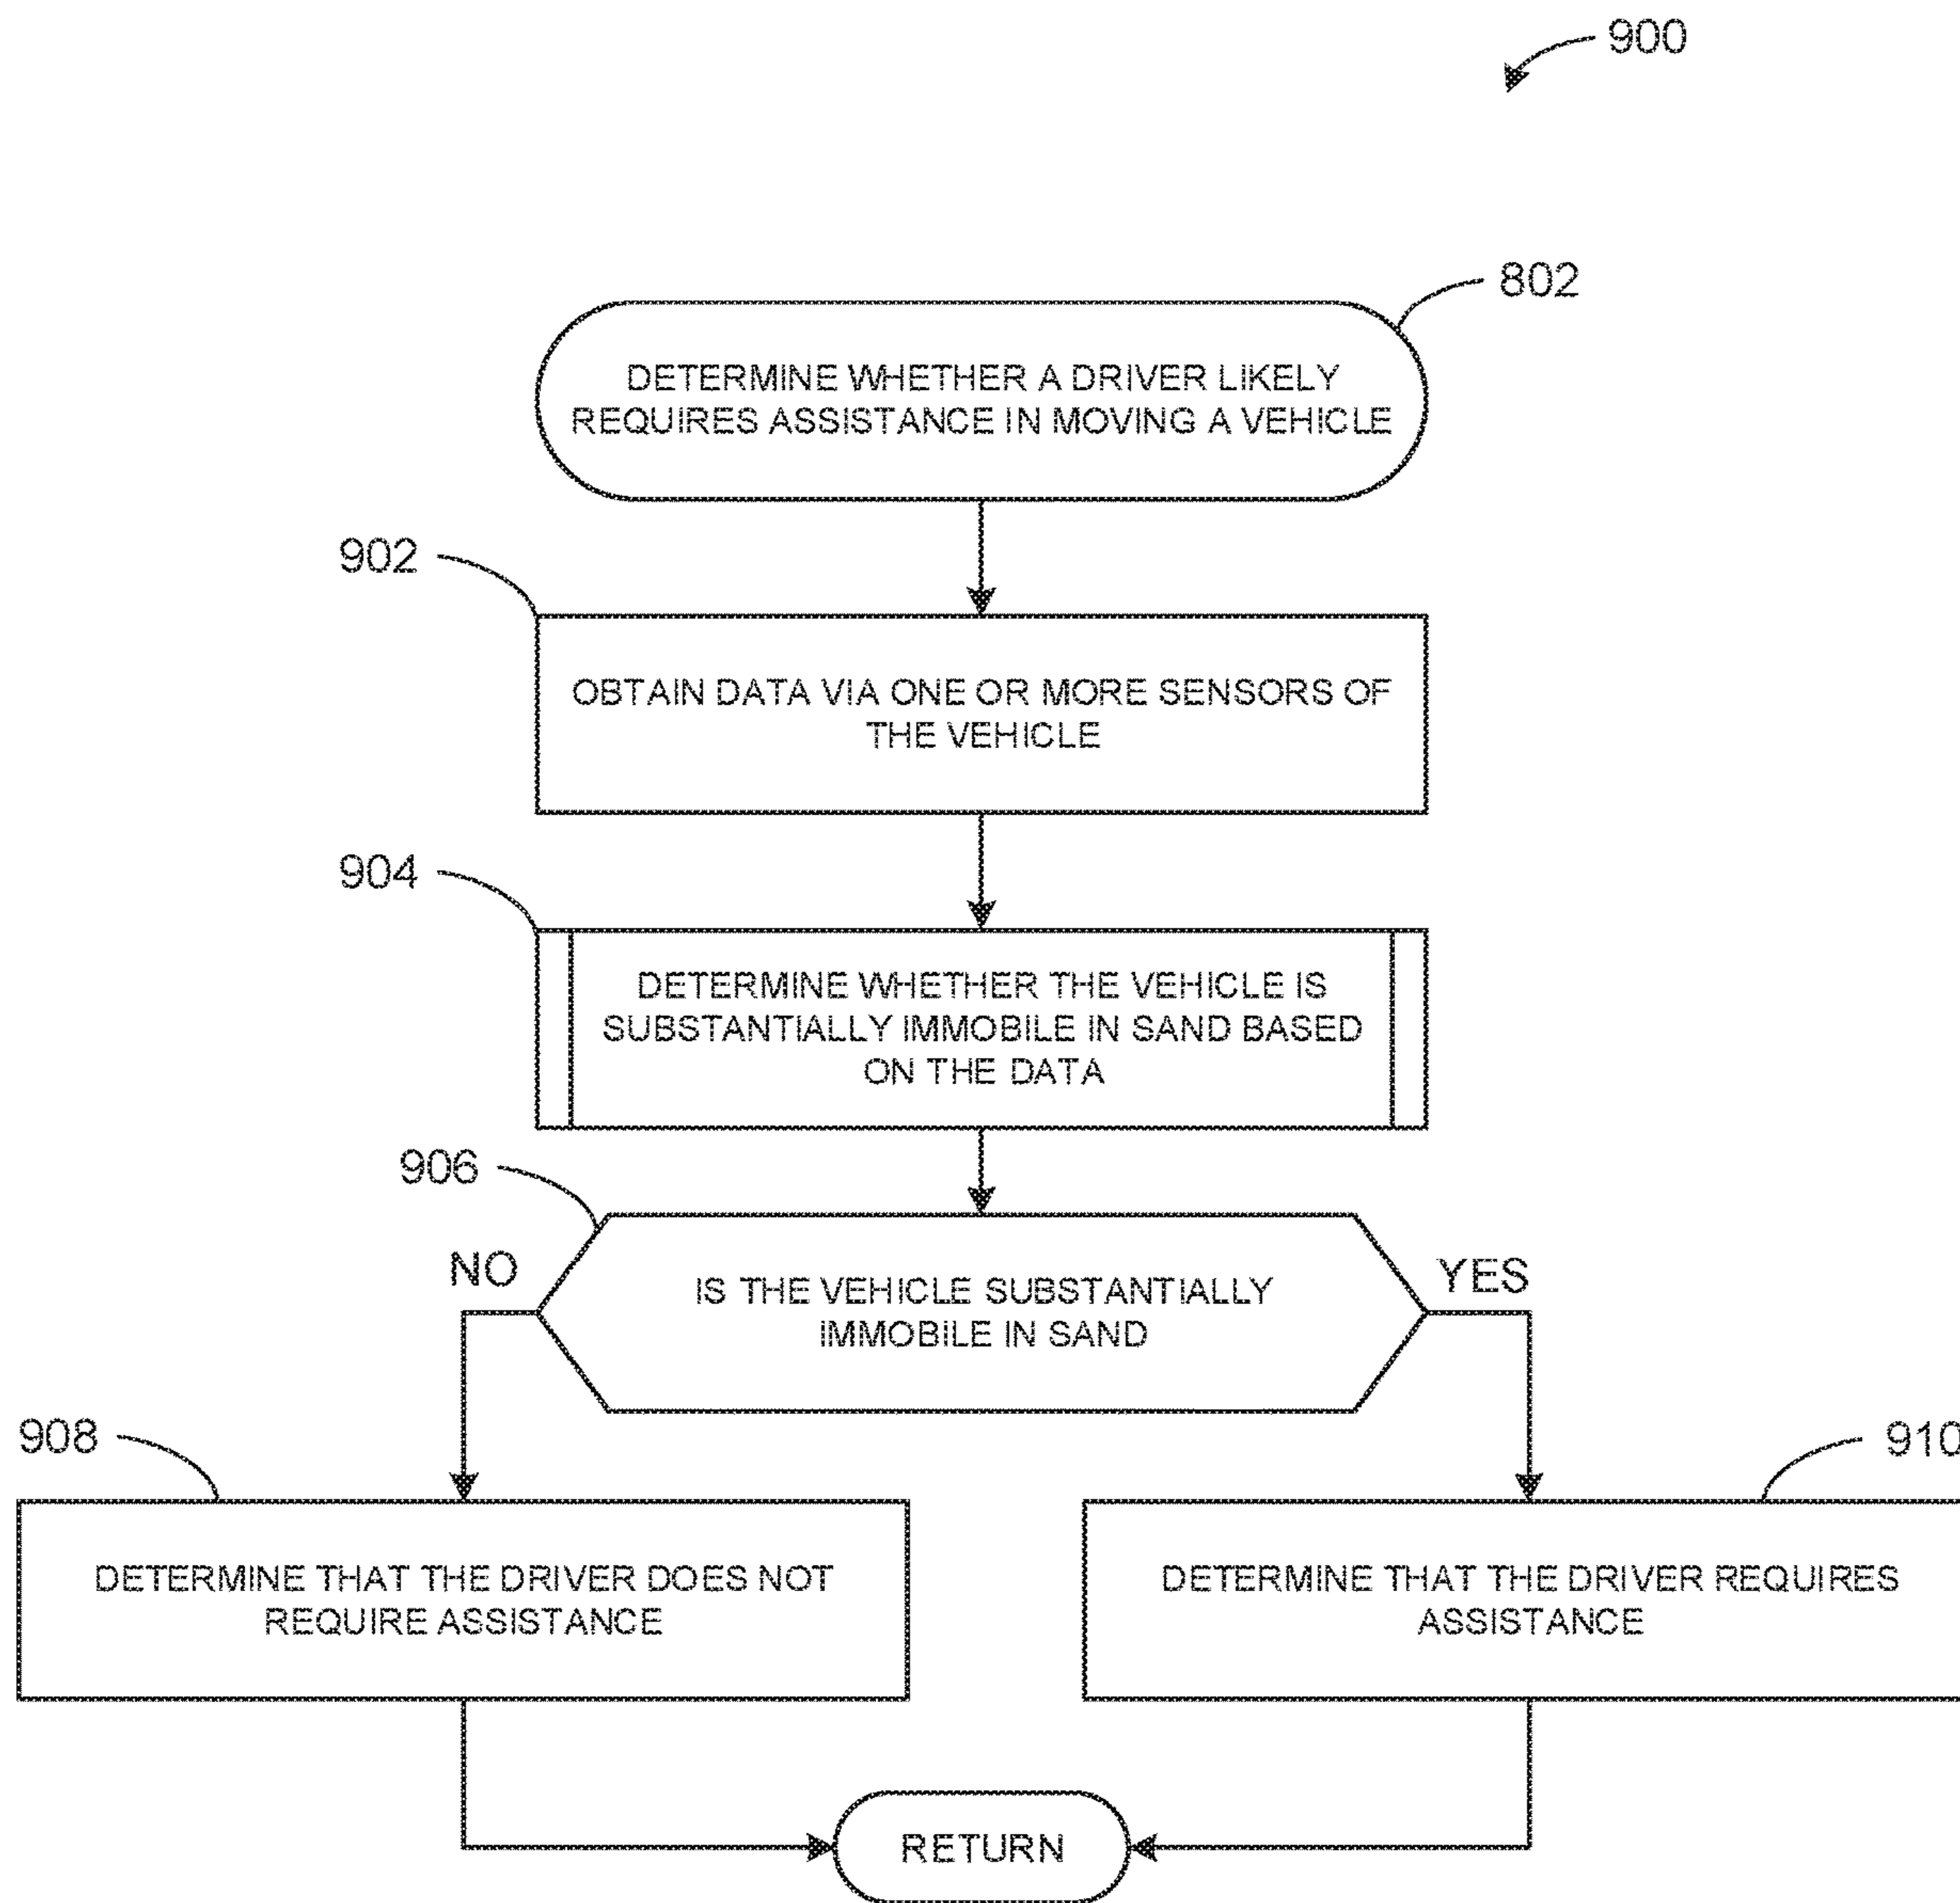 900
802
DETERMINE WHETHER A DRIVER LIKELY
REQUIRES ASSISTANCE IN MOVING A VEHICLE
902
OBTAIN DATA VIA ONE OR MORE SENSORS OF
THE VEHICLE
904
DETERMINE WHETHER THE VEHICLE IS
SUBSTANTIALLY IMMOBILE IN SAND BASED
ON THE DATA
906
NO
YES
IS THE VEHICLE SUBSTANTIALLY
IMMOBILE IN SAND
908
910
DETERMINE THAT THE DRIVER DOES NOT
REQUIRE ASSISTANCE
DETERMINE THAT THE DRIVER REQUIRES
ASSISTANCE
RETURN